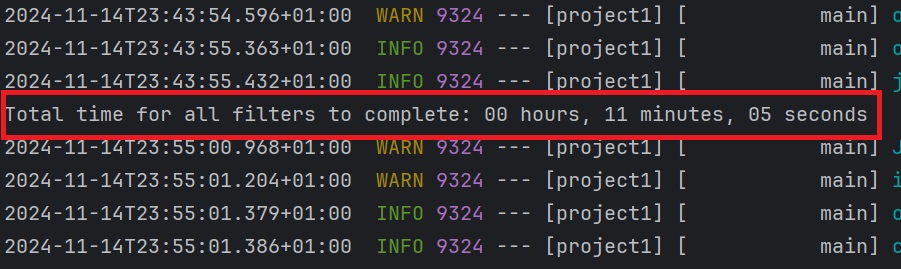 2024-11-14T23:43:54.596+01:00  WARN 9324 --- [project1] [           main] o
2024-11-14T23:43:55.363+01:00  INFO 9324 --- [project1] [           main] o
2024-11-14T23:43:55.432+01:00  INFO 9324 --- [project1] [           main] j
Total time for all filters to complete: 00 hours, 11 minutes, 05 seconds
2024-11-14T23:55:00.968+01:00  WARN 9324 --- [project1] [           main] J
2024-11-14T23:55:01.204+01:00  WARN 9324 --- [project1] [           main] i
2024-11-14T23:55:01.379+01:00  INFO 9324 --- [project1] [           main] o
2024-11-14T23:55:01.386+01:00  INFO 9324 --- [project1] [           main]